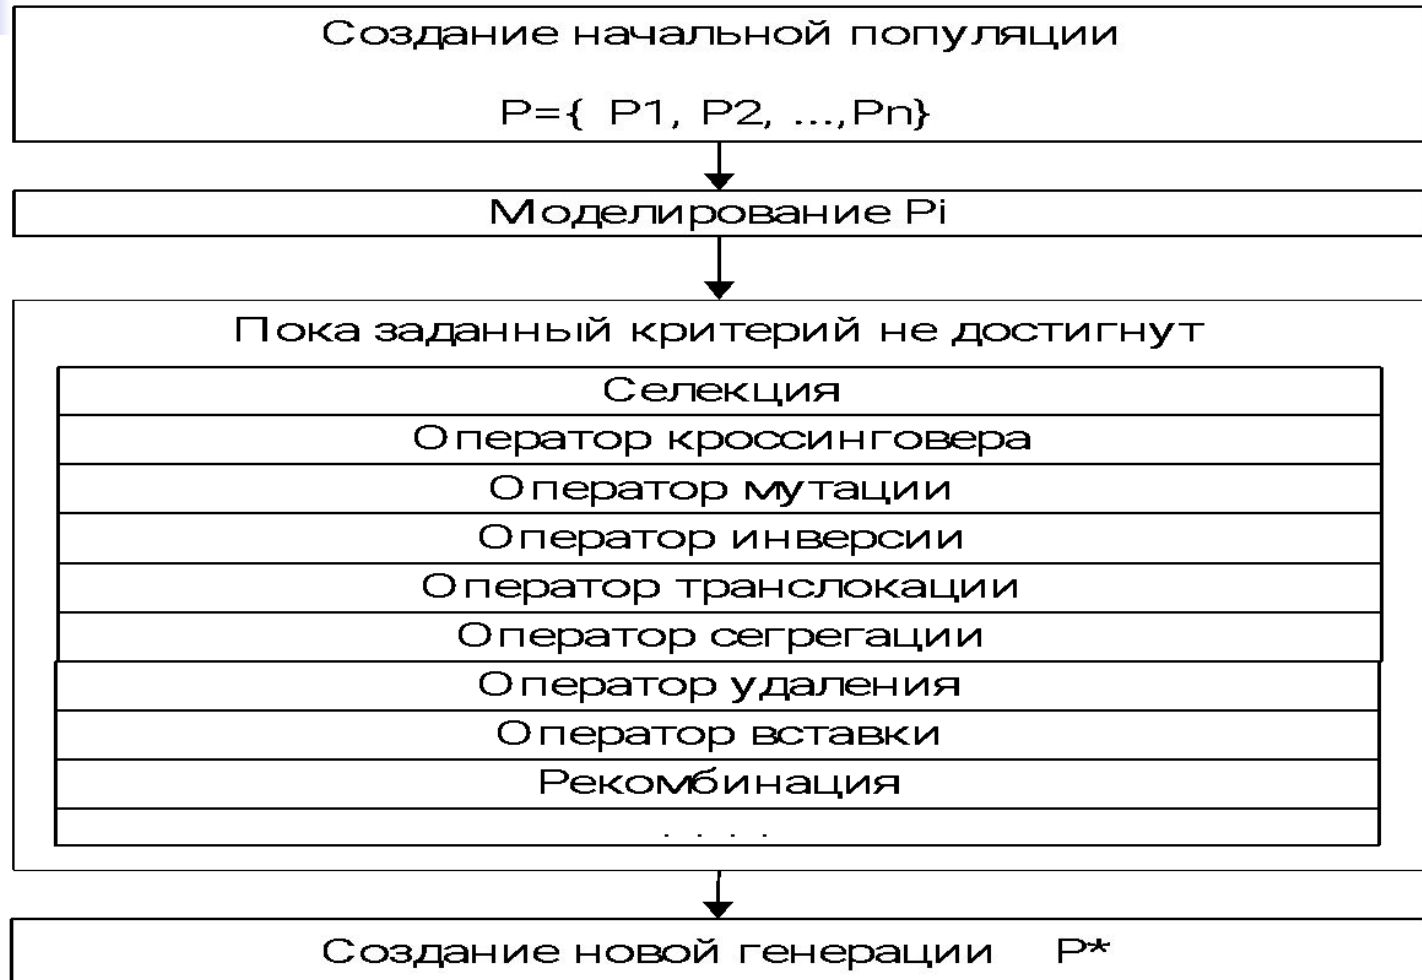 Создание начальной популяции
P={ P1, P2, ...,Pn}
Моделирование Pi
Пока заданный критерий не достигнут
Селекция
Оператор кроссинговера
Оператор мутации
Оператор инверсии
Оператор транслокации
Оператор сегрегации
Оператор удаления
Оператор вставки
Рекомбинация
. . . .
Создание новой генерации P*